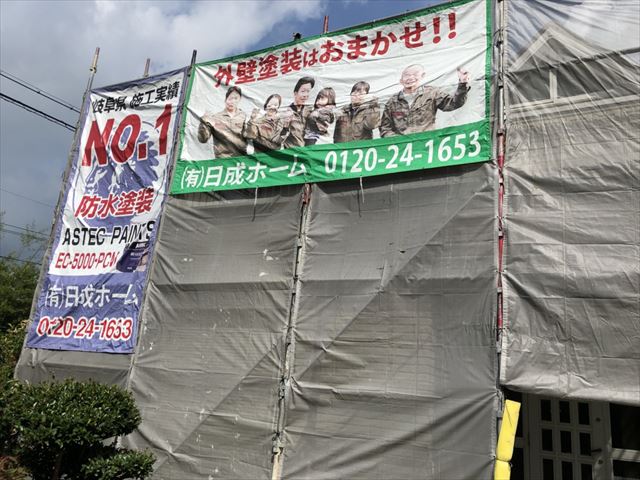 岐阜県 施工実績
NO.1
防水塗装
ASTEC PAINTS
EC-5000-PCM
(有)日成ホーム
0120-24-1653
外壁塗装はおまかせ!!
(有)日成ホーム 0120-24-1653